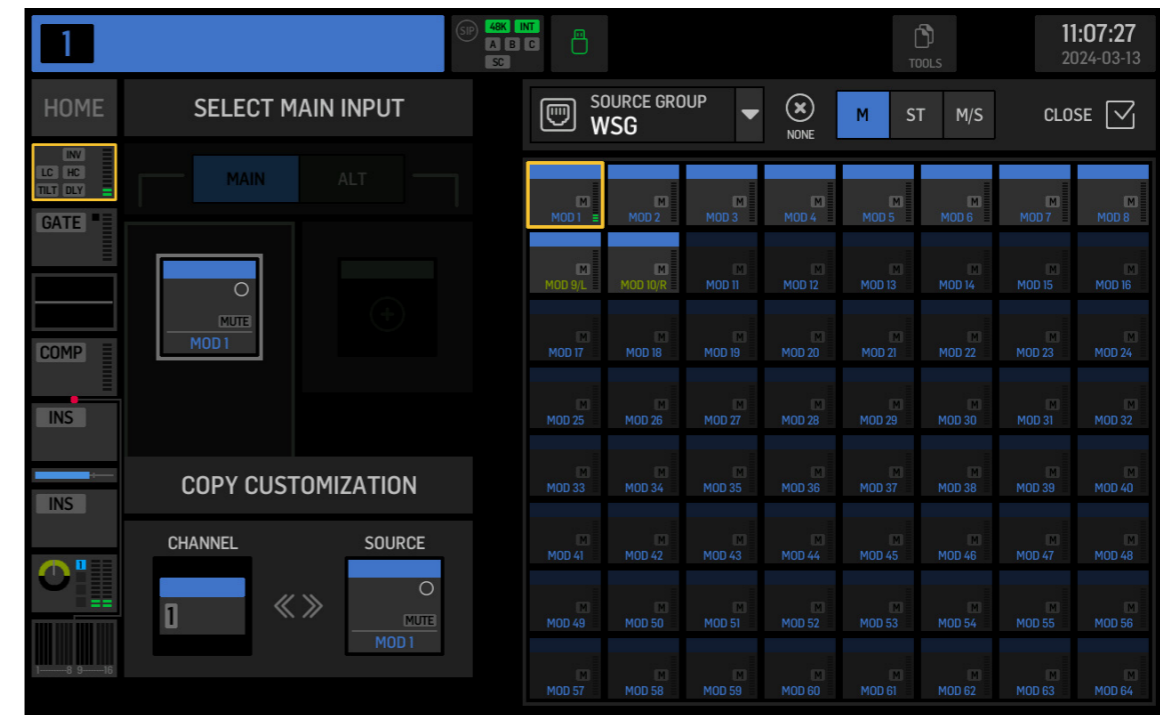 1
SIP
48K INT
A B C
SC
TOOLS
11:07:27
2024-03-13
HOME
SELECT MAIN INPUT
SOURCE GROUP
WSG
NONE
M ST M/S
CLOSE
INV
LC HC
TILT DLY
MAIN ALT
GATE
MUTE
MOD 1
COMP
INS
INS
1 8 9 16
COPY CUSTOMIZATION
CHANNEL SOURCE
1
MUTE
MOD 1
1
M M M M M M M M
MOD 1 MOD 2 MOD 3 MOD 4 MOD 5 MOD 6 MOD 7 MOD 8
M M M M M M M M
MOD 9/L MOD 10/R MOD 11 MOD 12 MOD 13 MOD 14 MOD 15 MOD 16
M M M M M M M M
MOD 17 MOD 18 MOD 19 MOD 20 MOD 21 MOD 22 MOD 23 MOD 24
M M M M M M M M
MOD 25 MOD 26 MOD 27 MOD 28 MOD 29 MOD 30 MOD 31 MOD 32
M M M M M M M M
MOD 33 MOD 34 MOD 35 MOD 36 MOD 37 MOD 38 MOD 39 MOD 40
M M M M M M M M
MOD 41 MOD 42 MOD 43 MOD 44 MOD 45 MOD 46 MOD 47 MOD 48
M M M M M M M M
MOD 49 MOD 50 MOD 51 MOD 52 MOD 53 MOD 54 MOD 55 MOD 56
M M M M M M M M
MOD 57 MOD 58 MOD 59 MOD 60 MOD 61 MOD 62 MOD 63 MOD 64